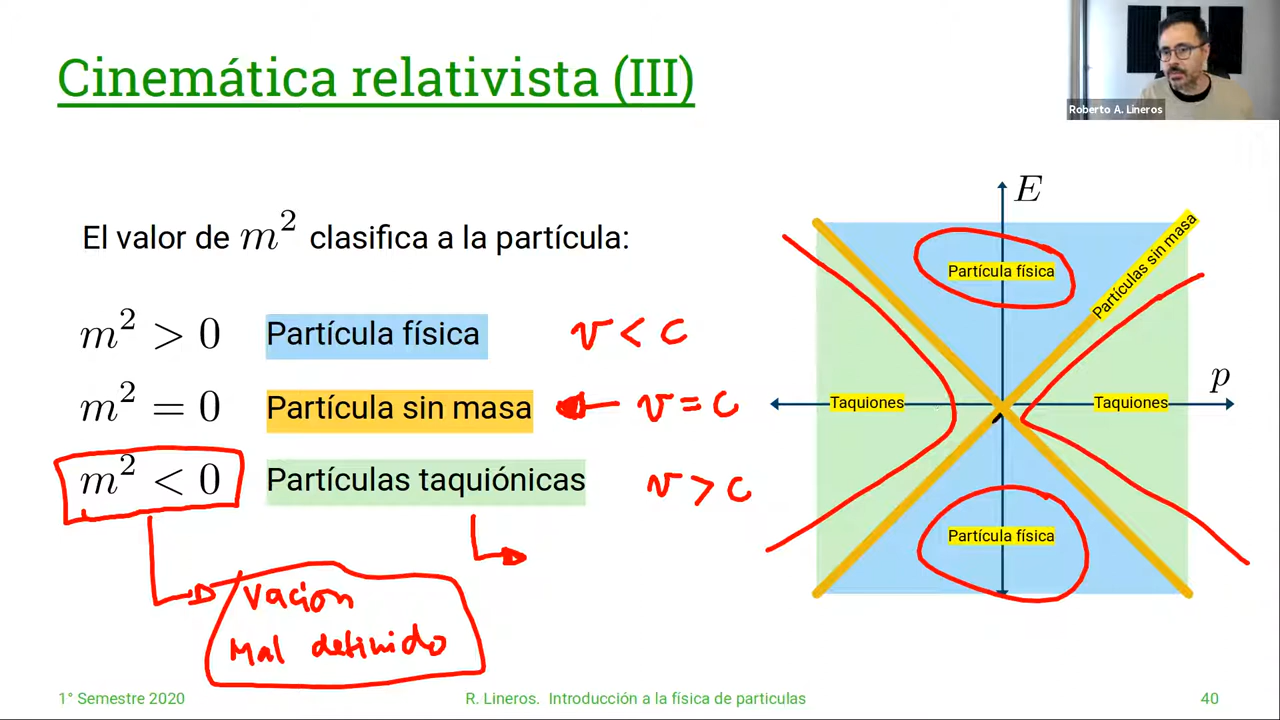 Cinemática relativista (III)
Roberto A. Lineros
El valor de m² clasifica a la partícula:
m² > 0 Partícula física v < c
m² = 0 Partícula sin masa v = c
m² < 0 Partículas taquiónicas v > c
Vacion
Mal definido
E
Partícula física
Partículas sin masa
p
Taquiones
Taquiones
Partícula física
1° Semestre 2020
R. Lineros. Introducción a la física de particulas
40